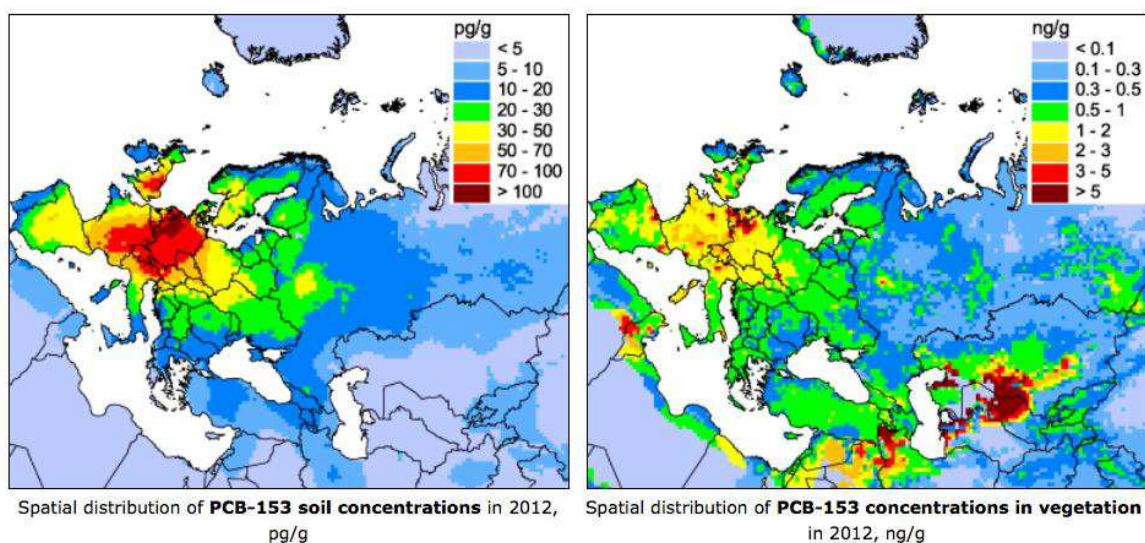 pg/g
< 5
5 - 10
10 - 20
20 - 30
30 - 50
50 - 70
70 - 100
> 100
ng/g
< 0.1
0.1 - 0.3
0.3 - 0.5
0.5 - 1
1 - 2
2 - 3
3 - 5
> 5
Spatial distribution of PCB-153 soil concentrations in 2012,
pg/g
Spatial distribution of PCB-153 concentrations in vegetation
in 2012, ng/g